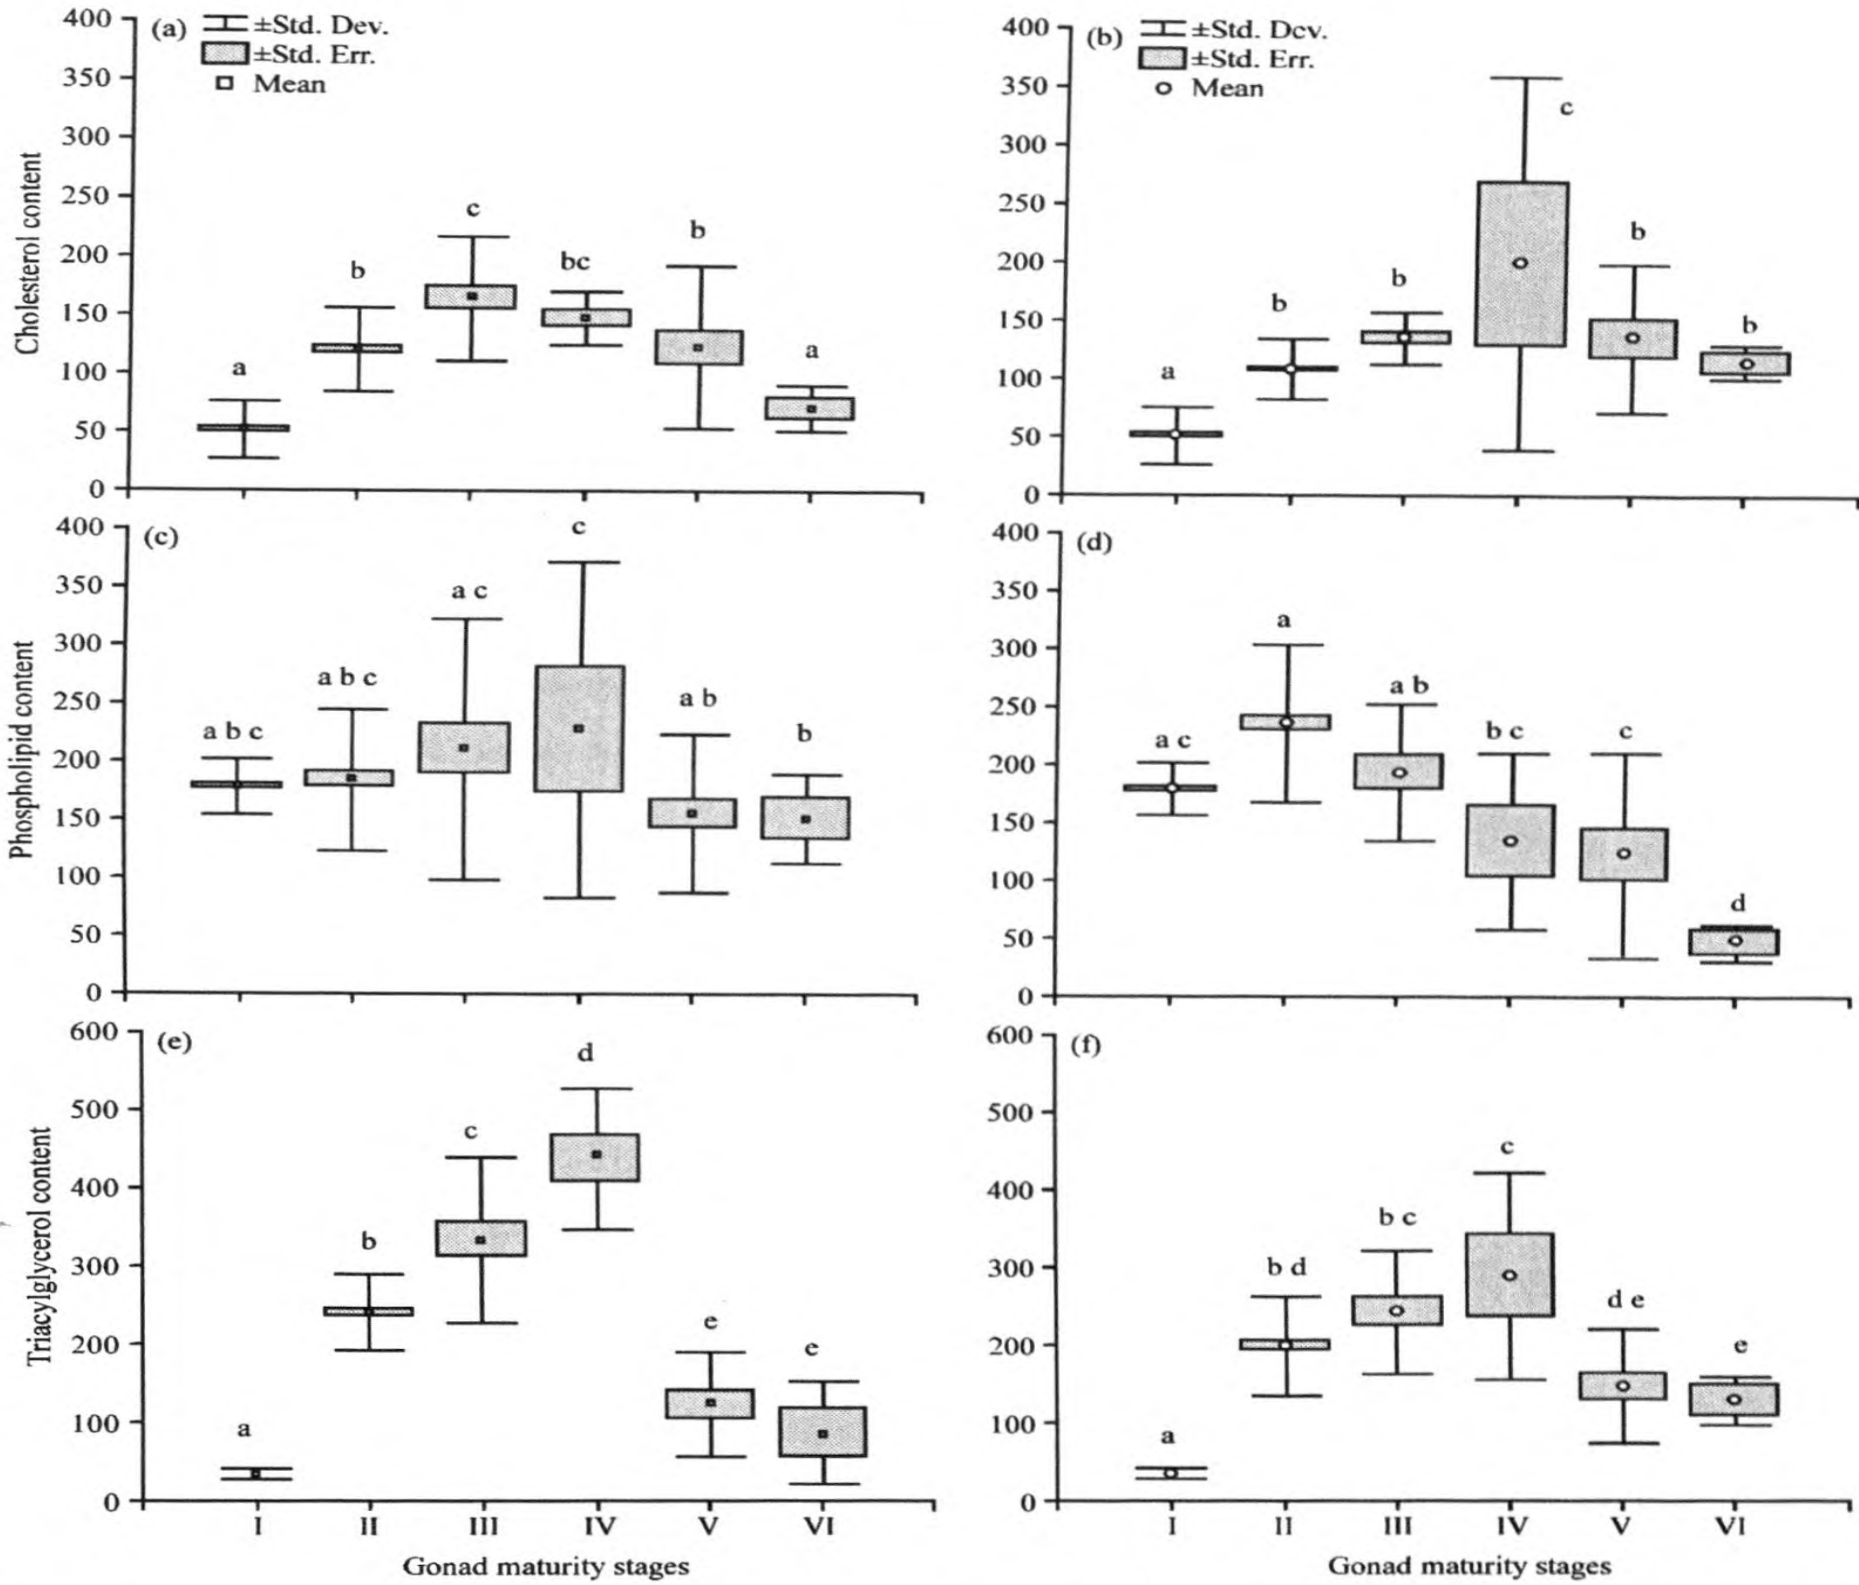 (a) ±Std. Dev.
±Std. Err.
Mean
Cholesterol content
400
350
300
250
200
150
100
50
0
a
b
c
bc
b
a
(b) ±Std. Dev.
±Std. Err.
Mean
400
350
300
250
200
150
100
50
0
a
b
b
c
b
b
(c)
Phospholipid content
400
350
300
250
200
150
100
50
0
a b c
a b c
a c
c
a b
b
(d)
400
350
300
250
200
150
100
50
0
a c
a
a b
b c
c
d
(e)
Triacylglycerol content
600
500
400
300
200
100
0
a
b
c
d
e
e
I II III IV V VI
Gonad maturity stages
(f)
600
500
400
300
200
100
0
a
b d
b c
c
d e
e
I II III IV V VI
Gonad maturity stages